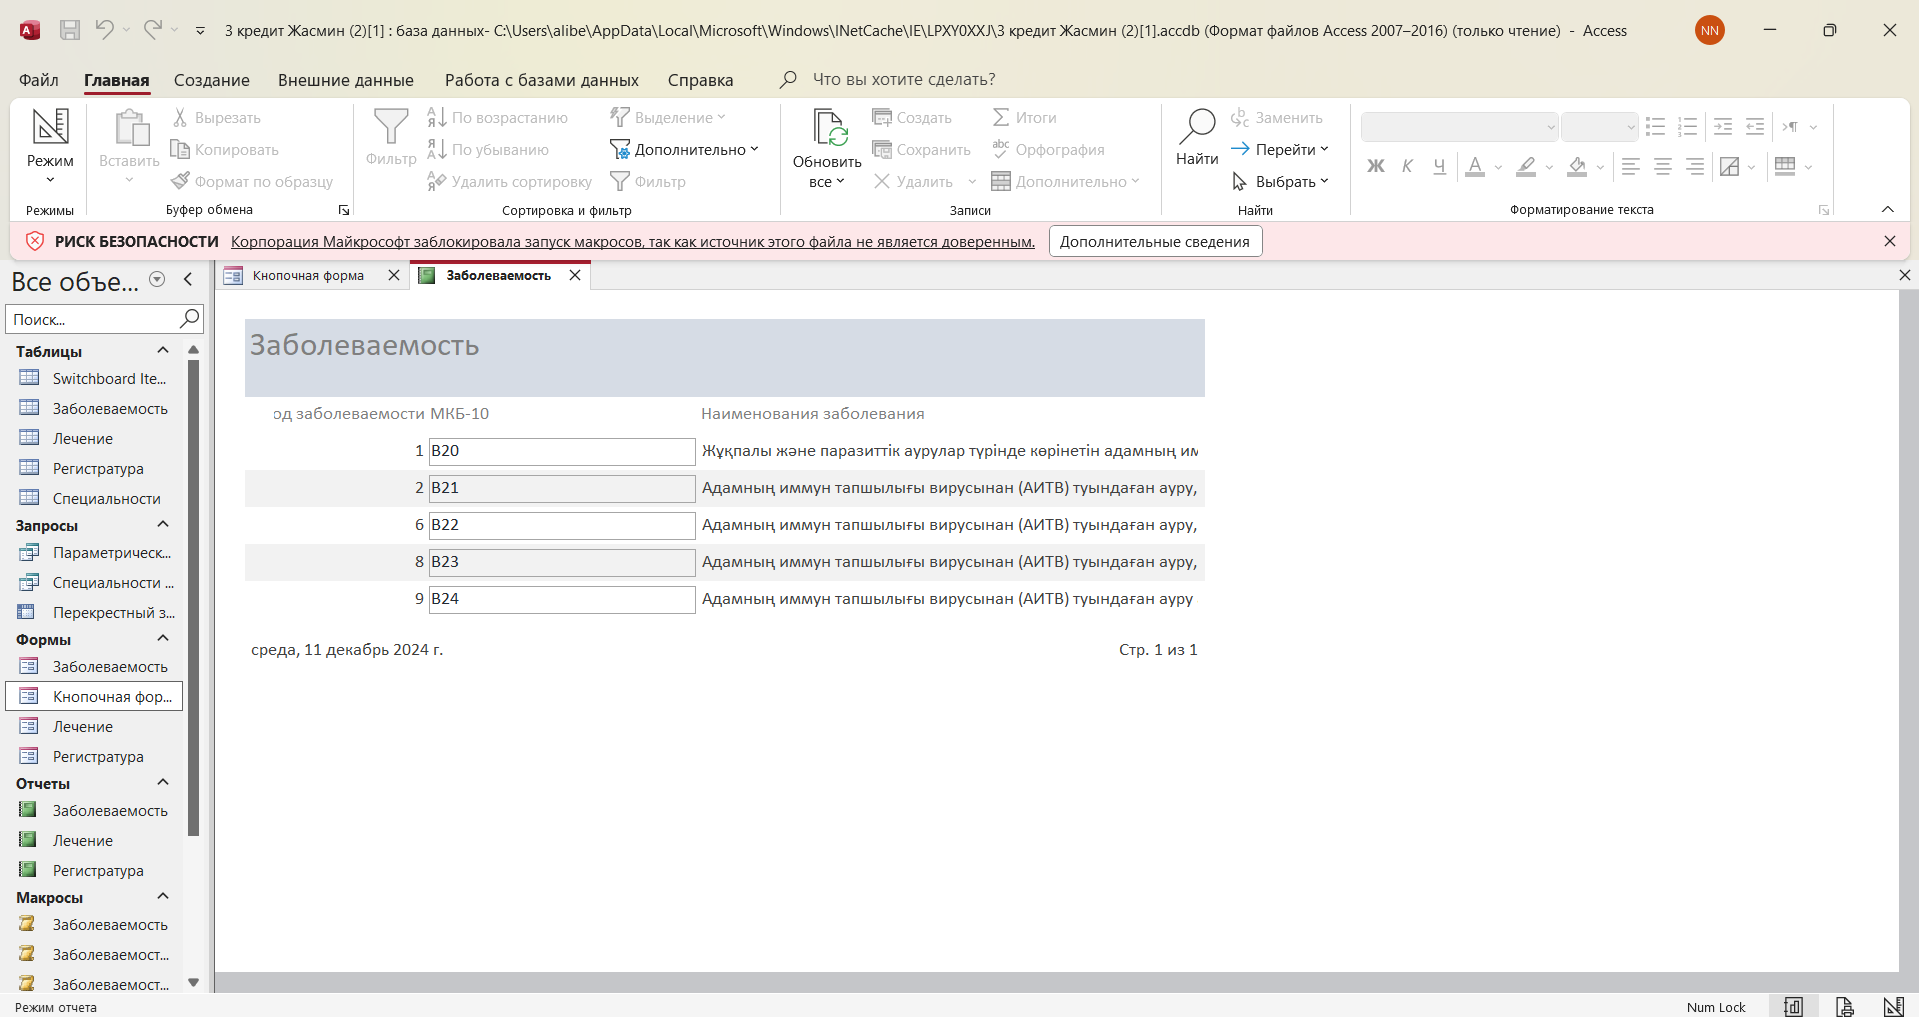 3 кредит Жасмин (2)[1] : база данных- C:\Users\alibe\AppData\Local\Microsoft\Windows\INetCache\IE\LPXY0XXJ\3 кредит Жасмин (2)[1].accdb (Формат файлов Access 2007–2016) (только чтение) - Access
NN
Файл Главная Создание Внешние данные Работа с базами данных Справка Что вы хотите сделать?
Режим
Режимы
Вставить
Вырезать
Копировать
Формат по образцу
Буфер обмена
Фильтр
По возрастанию
По убыванию
Удалить сортировку
Выделение
Дополнительно
Фильтр
Сортировка и фильтр
Обновить
все
Создать
Сохранить
Удалить
Итоги
Орфография
Дополнительно
Записи
Найти
Заменить
Перейти
Выбрать
Найти
Ж К Ч А
Форматирование текста
РИСК БЕЗОПАСНОСТИ Корпорация Майкрософт заблокировала запуск макросов, так как источник этого файла не является доверенным. Дополнительные сведения
Все объе...
Поиск...
Таблицы
Switchboard Ite...
Заболеваемость
Лечение
Регистратура
Специальности
Запросы
Параметрическ...
Специальности ...
Перекрестный з...
Формы
Заболеваемость
Кнопочная фор...
Лечение
Регистратура
Отчеты
Заболеваемость
Лечение
Регистратура
Макросы
Заболеваемость
Заболеваемост...
Заболеваемост...
Кнопочная форма Заболеваемость
Заболеваемость
од заболеваемости МКБ-10 Наименования заболевания
1 B20 Жұқпалы және паразиттік аурулар түрінде көрінетін адамның им
2 B21 Адамның иммун тапшылығы вирусынан (АИТВ) туындаған ауру,
6 B22 Адамның иммун тапшылығы вирусынан (АИТВ) туындаған ауру,
8 B23 Адамның иммун тапшылығы вирусынан (АИТВ) туындаған ауру,
9 B24 Адамның иммун тапшылығы вирусынан (АИТВ) туындаған ауру
среда, 11 декабрь 2024 г. Стр. 1 из 1
Режим отчета Num Lock